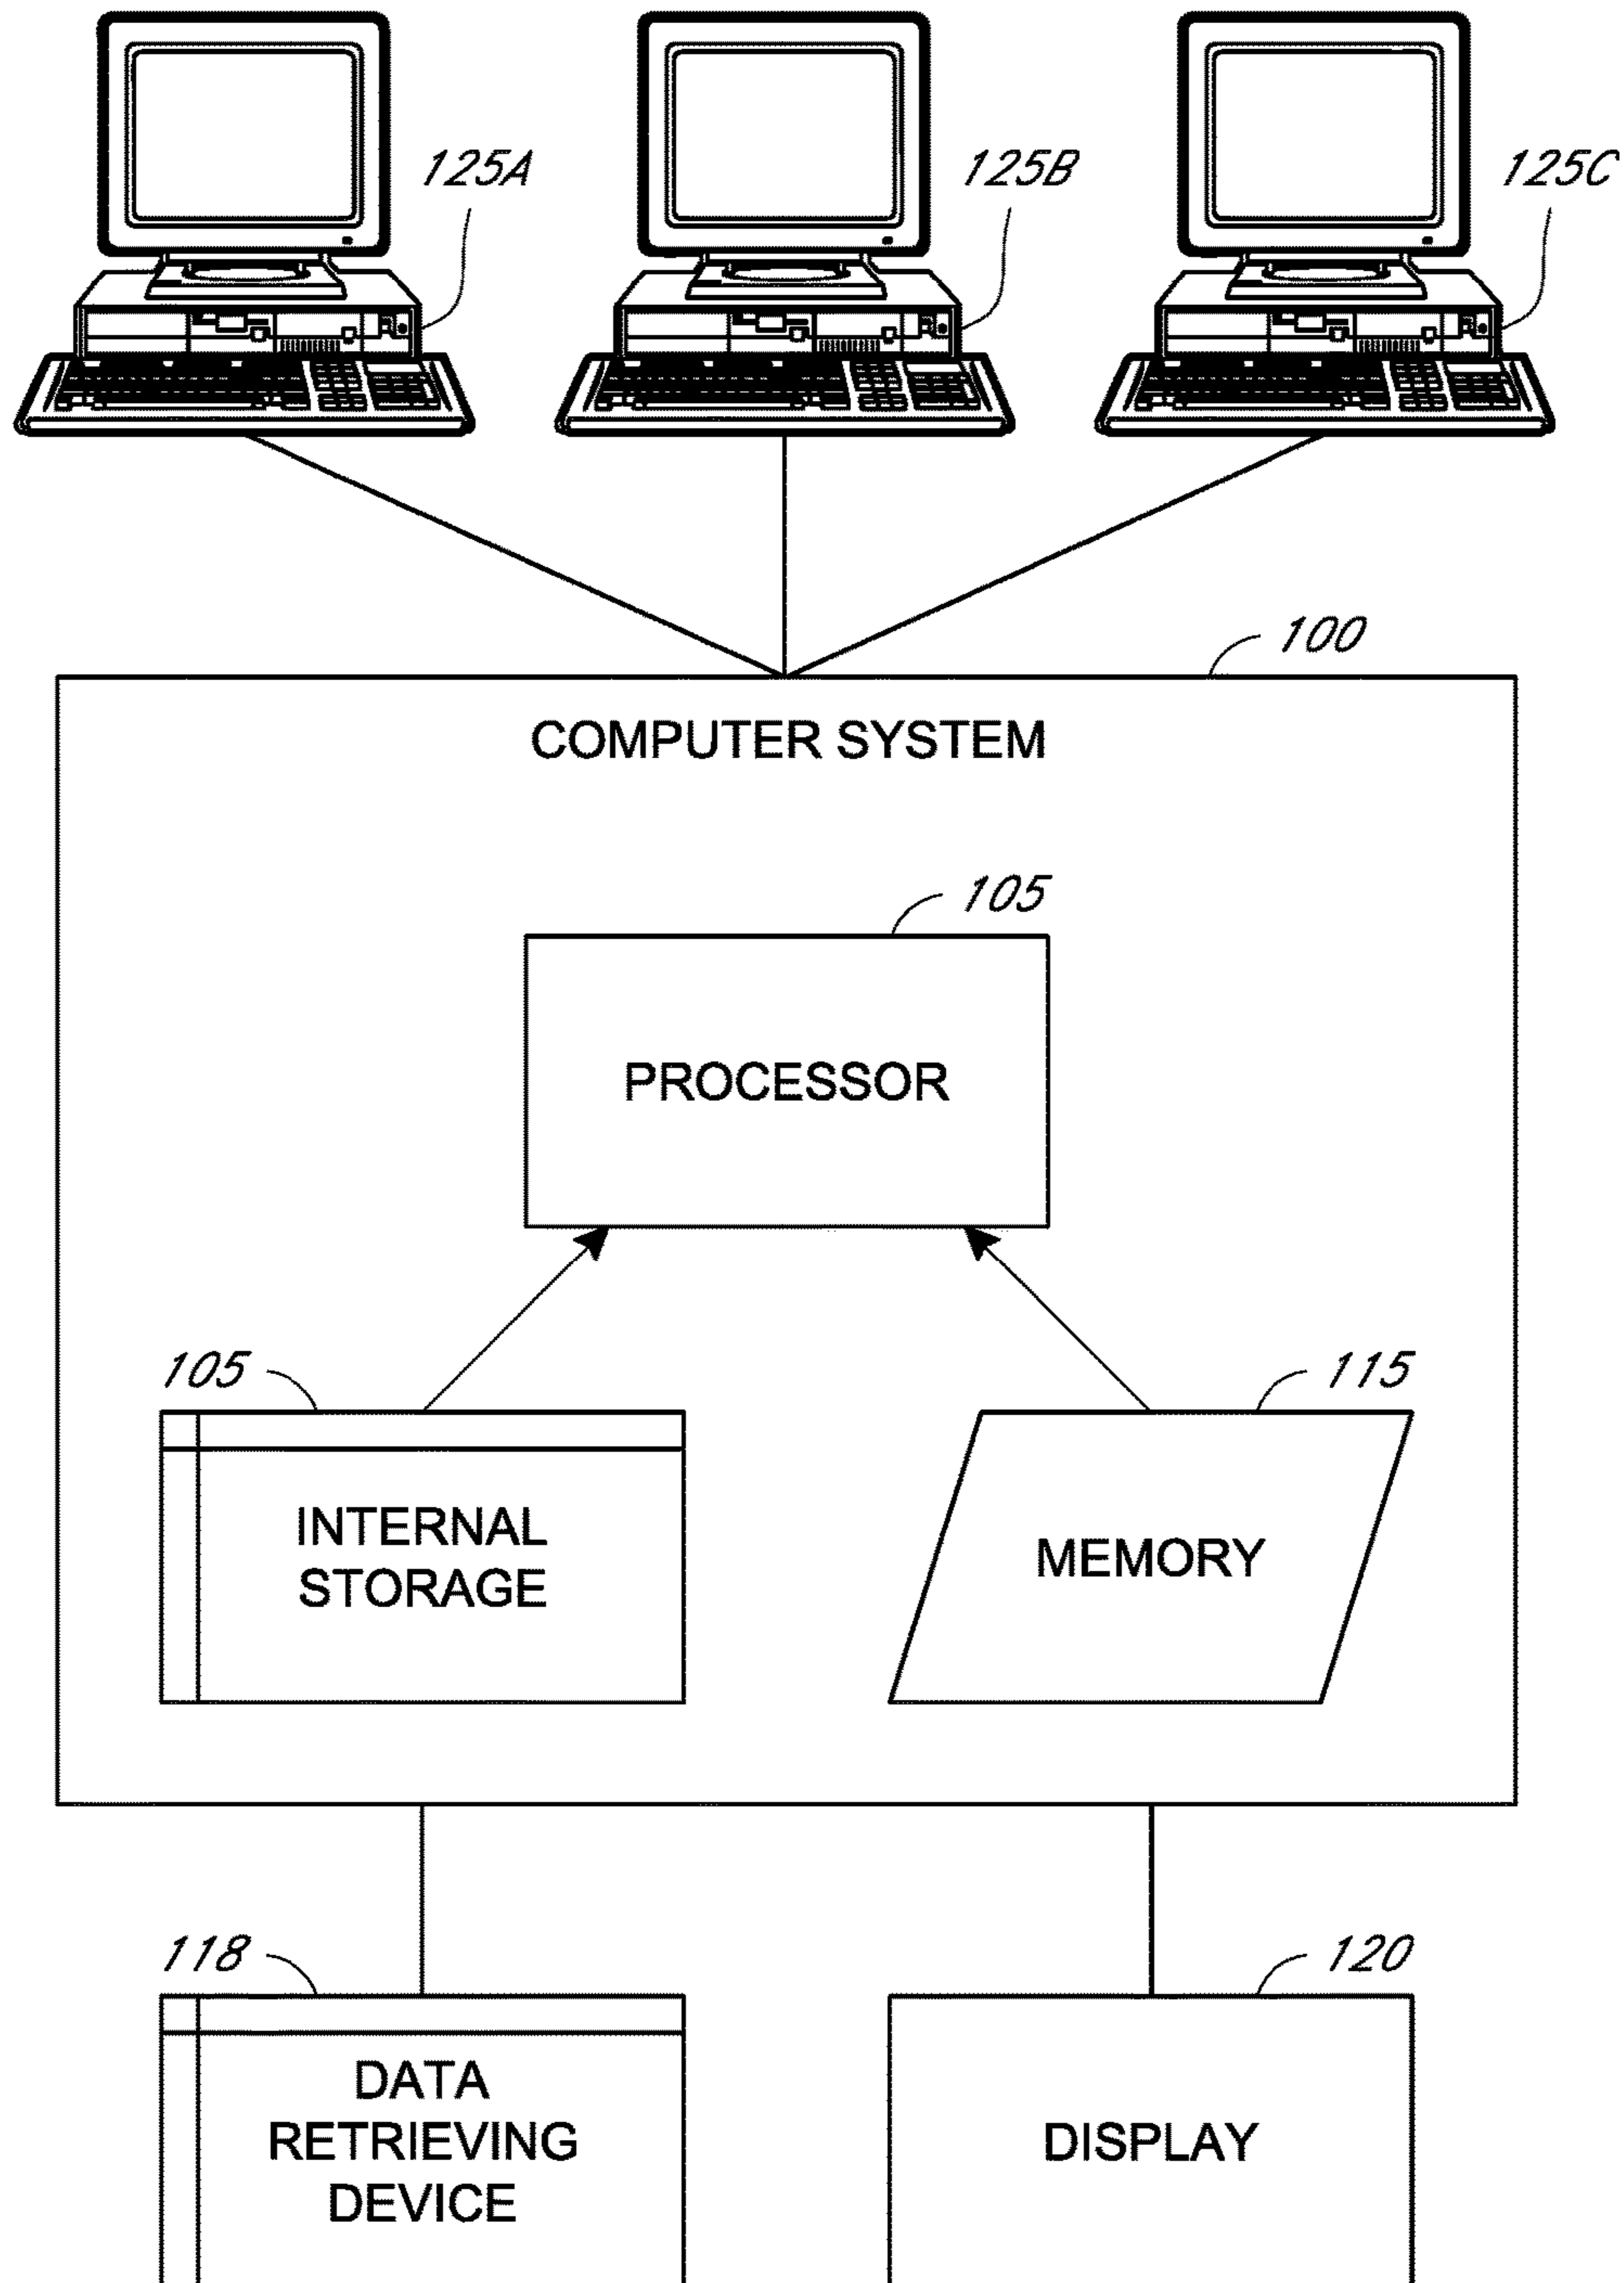 125A
125B
125C
100
COMPUTER SYSTEM
105
PROCESSOR
105
115
INTERNAL
STORAGE
MEMORY
118
120
DATA
RETRIEVING
DEVICE
DISPLAY